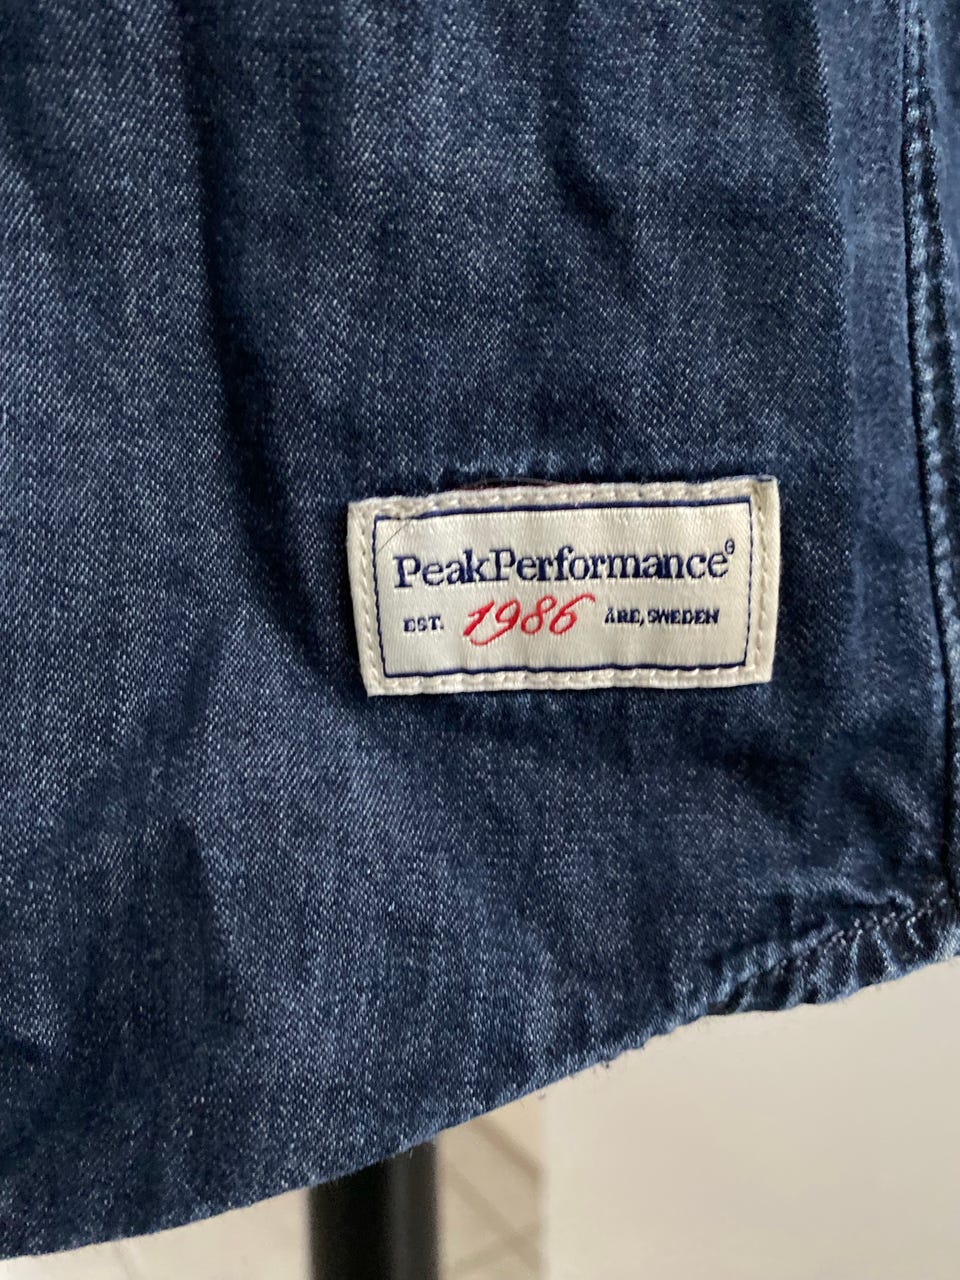 PeakPerformance®
EST. 1986 ÅRE, SWEDEN